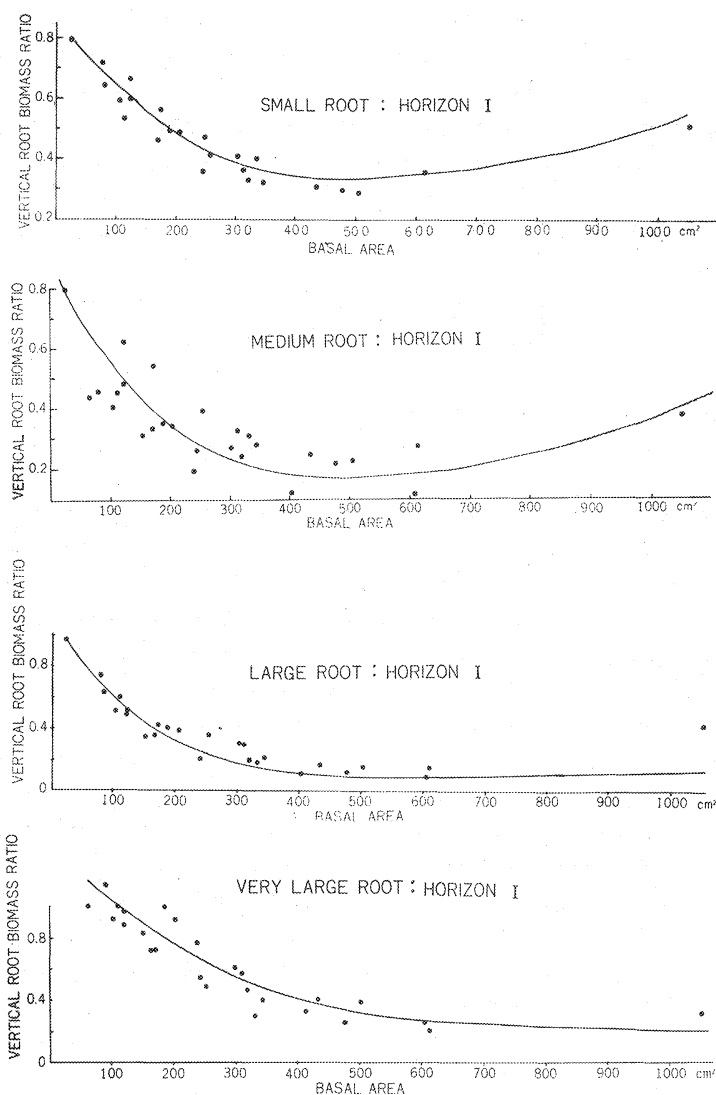 VERTICAL ROOT BIOMASS RATIO
0.8
0.6
0.4
0.2
SMALL ROOT : HORIZON I
100 200 300 400 500 600 700 800 900 1000 cm²
BASAL AREA
VERTICAL ROOT BIOMASS RATIO
0.8
0.6
0.4
0.2
MEDIUM ROOT : HORIZON I
100 200 300 400 500 600 700 800 900 1000 cm²
BASAL AREA
VERTICAL ROOT BIOMASS RATIO
0.8
0.4
0
LARGE ROOT : HORIZON I
100 200 300 400 500 600 700 800 900 1000 cm²
BASAL AREA
VERTICAL ROOT BIOMASS RATIO
0.8
0.4
0
VERY LARGE ROOT : HORIZON I
100 200 300 400 500 600 700 800 900 1000 cm²
BASAL AREA